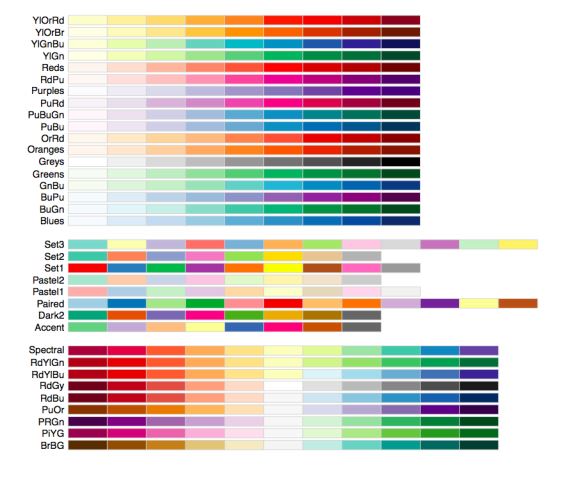 YlOrRd
YlOrBr
YlGnBu
YlGn
Reds
RdPu
Purples
PuRd
PuBuGn
PuBu
OrRd
Oranges
Greys
Greens
GnBu
BuPu
BuGn
Blues
Set3
Set2
Set1
Pastel2
Pastel1
Paired
Dark2
Accent
Spectral
RdYlGn
RdYlBu
RdGy
RdBu
PuOr
PRGn
PiYG
BrBG